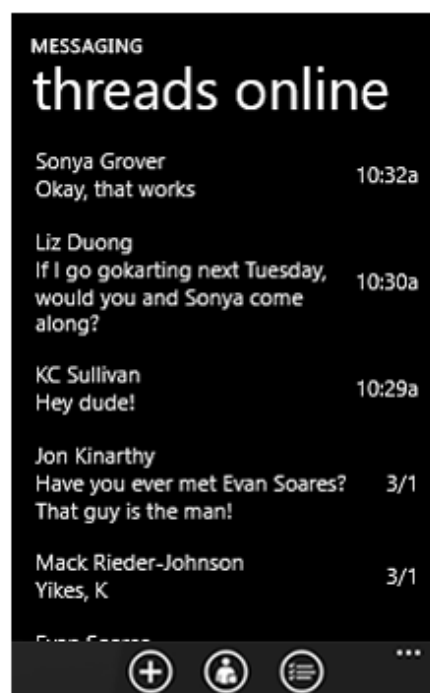 MESSAGING
threads online
Sonya Grover
Okay, that works
10:32a
Liz Duong
If I go gokarting next Tuesday,
would you and Sonya come
along?
10:30a
KC Sullivan
Hey dude!
10:29a
Jon Kinarthy
Have you ever met Evan Soares?
That guy is the man!
3/1
Mack Rieder-Johnson
Yikes, K
3/1